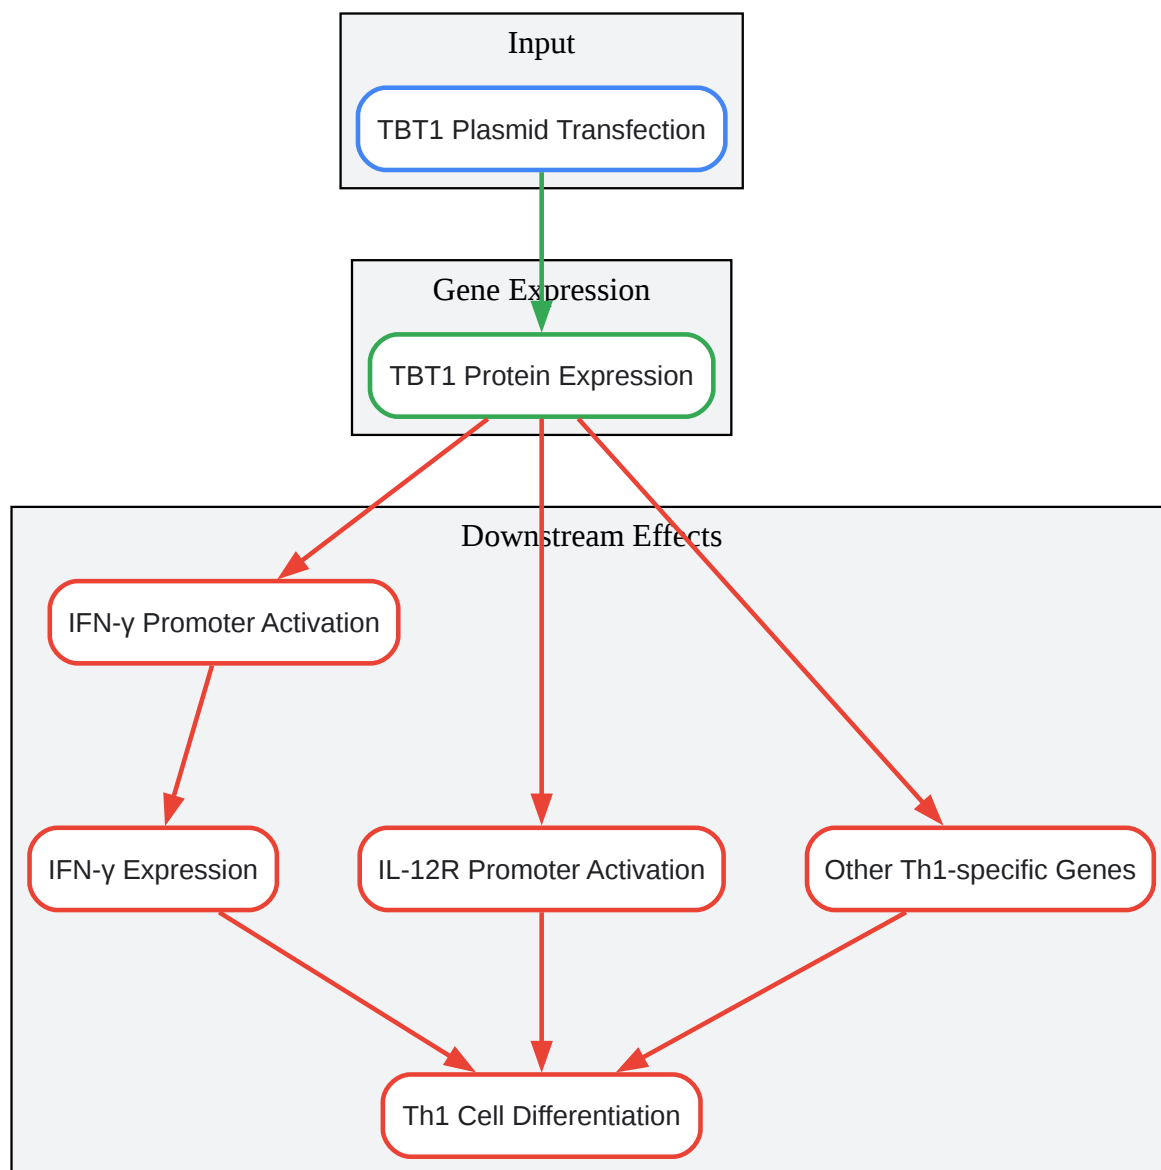 Input
TBT1 Plasmid Transfection
Gene Expression
TBT1 Protein Expression
Downstream Effects
IFN-γ Promoter Activation
IFN-γ Expression
IL-12R Promoter Activation
Other Th1-specific Genes
Th1 Cell Differentiation